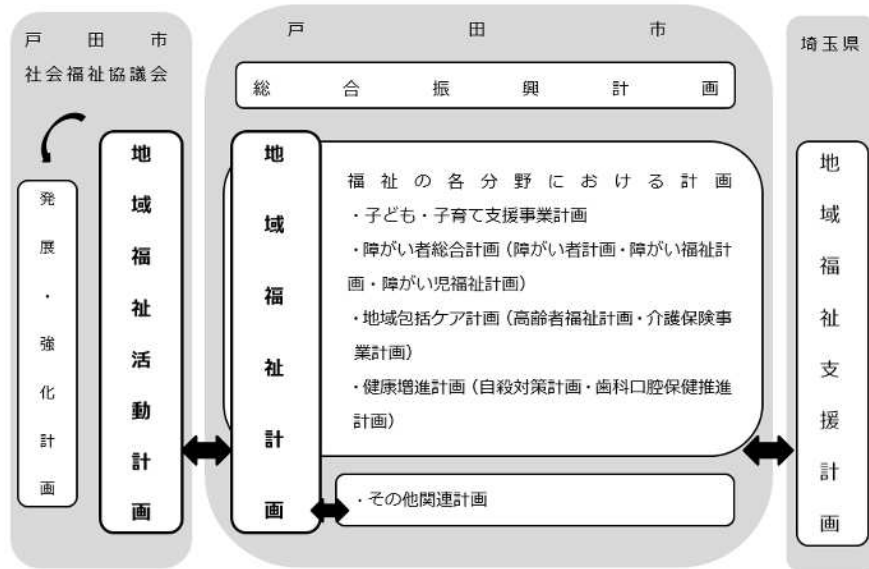 戸田市
社会福祉協議会
発展・強化計画
地域福祉活動計画
戸田市
総合振興計画
地域福祉計画
福祉の各分野における計画
・子ども・子育て支援事業計画
・障がい者総合計画（障がい者計画・障がい福祉計
画・障がい児福祉計画）
・地域包括ケア計画（高齢者福祉計画・介護保険事
業計画）
・健康増進計画（自殺対策計画・歯科口腔保健推進
計画）
・その他関連計画
埼玉県
地域福祉支援計画